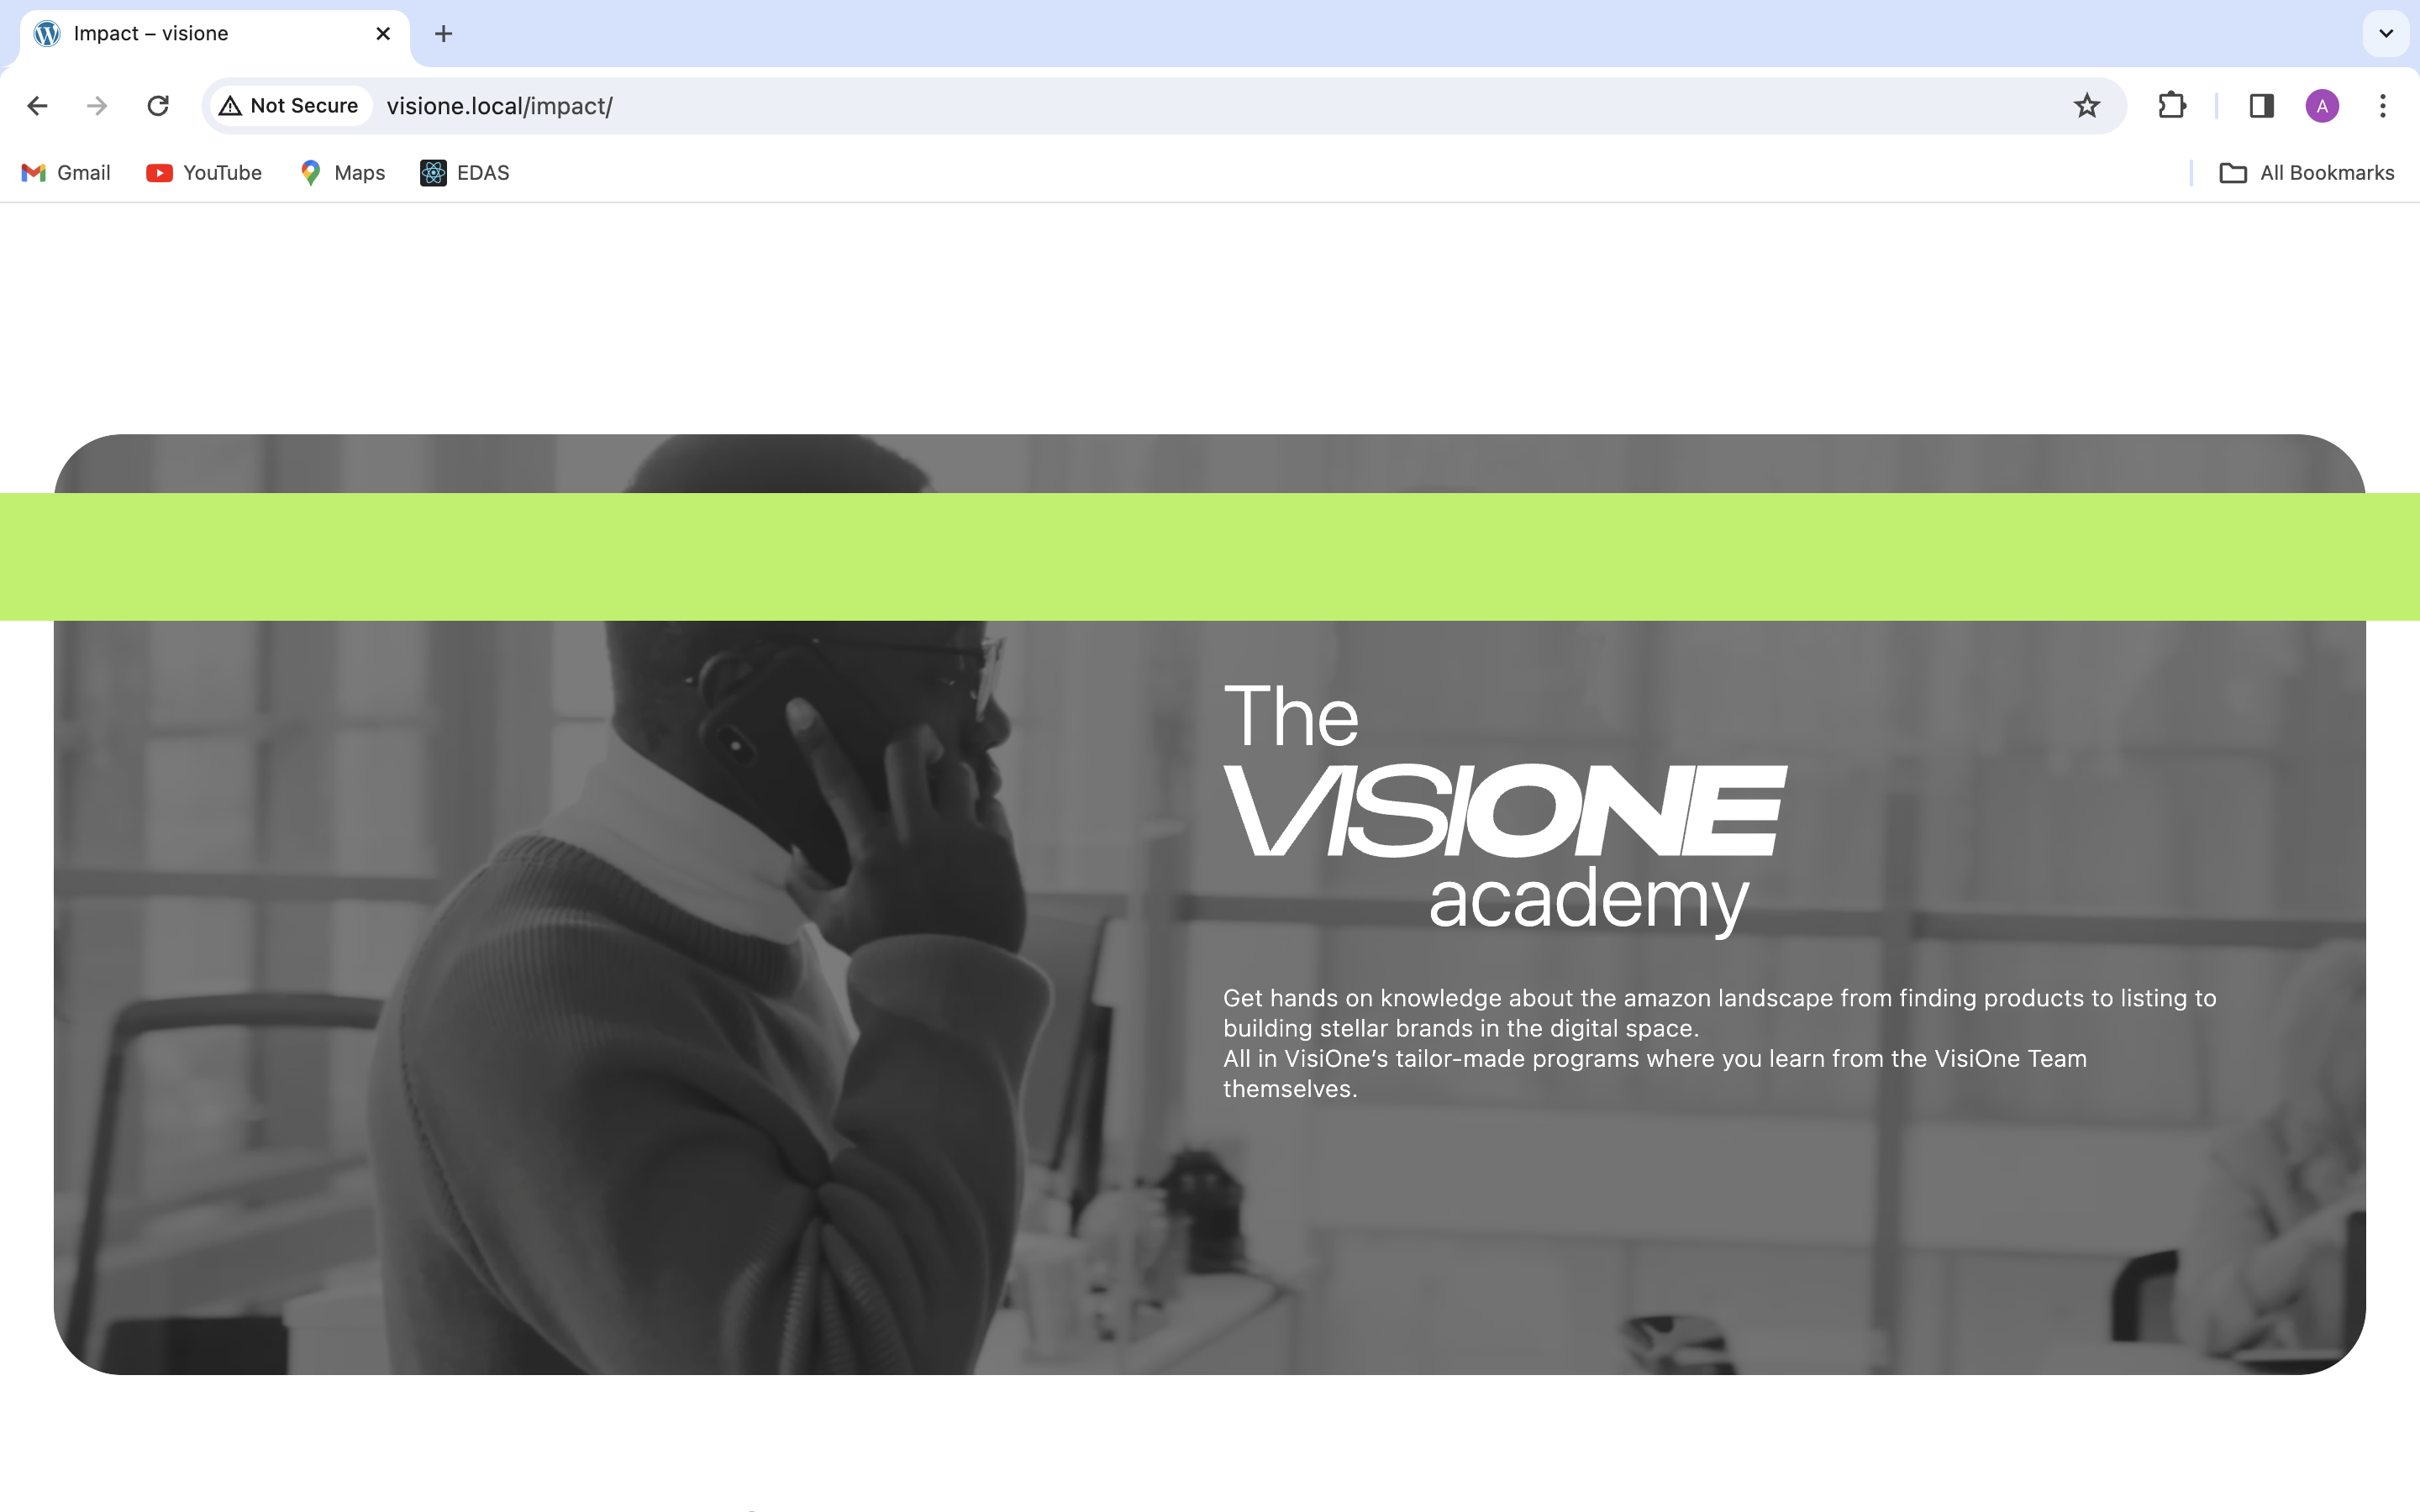 Impact – visione
Not Secure
visione.local/impact/
A
Gmail
YouTube
Maps
EDAS
All Bookmarks
The
VISIONE
academy
Get hands on knowledge about the amazon landscape from finding products to listing to
building stellar brands in the digital space.
All in VisiOne’s tailor-made programs where you learn from the VisiOne Team
themselves.